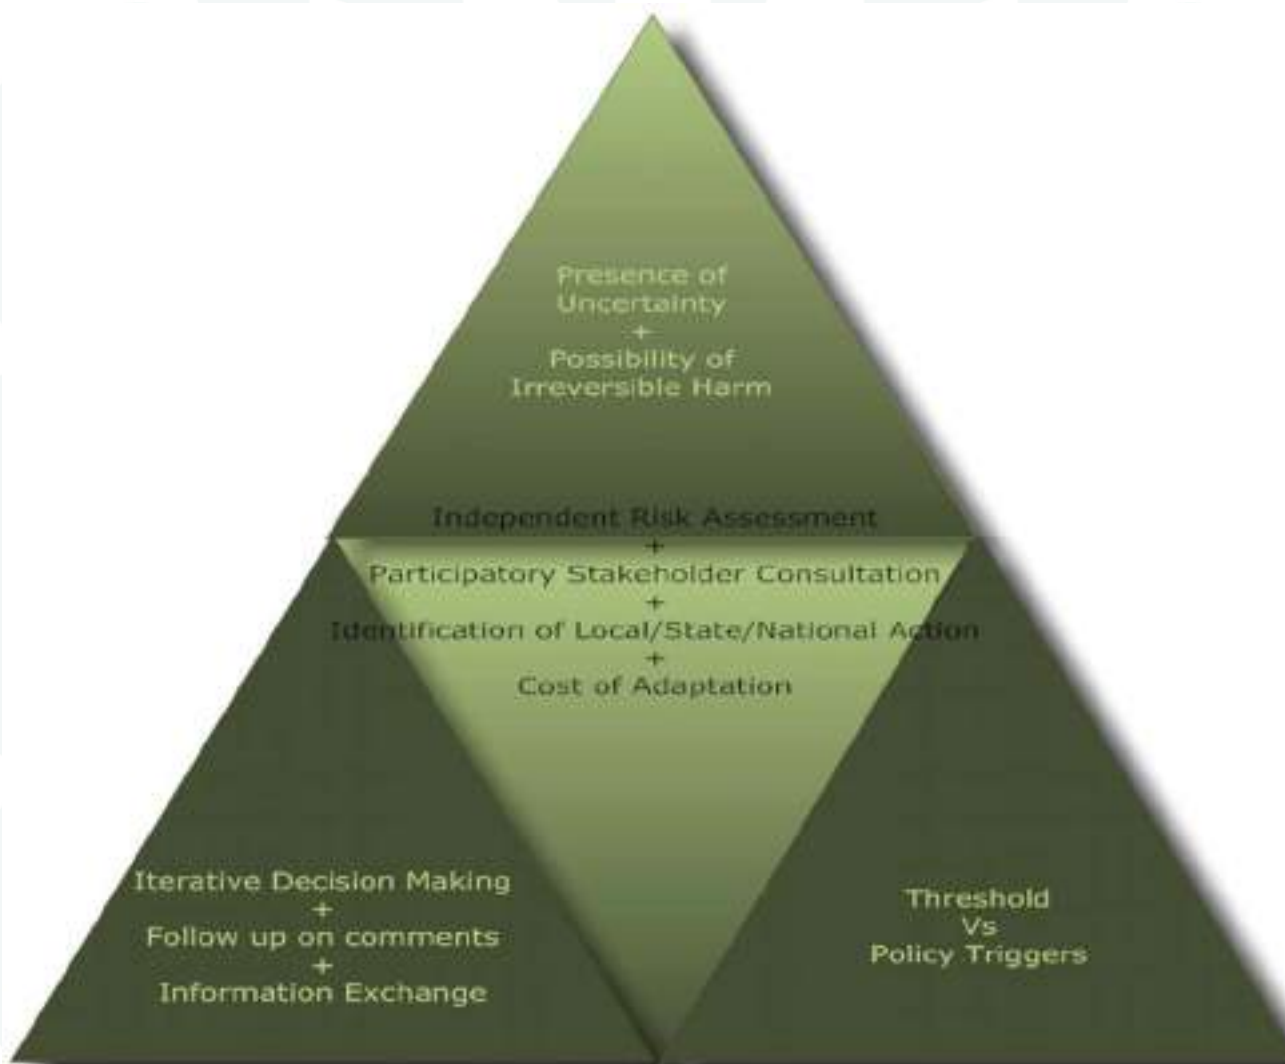 Presence of
Uncertainty
+
Possibility of
Irreversible Harm
Independent Risk Assessment
+
Participatory Stakeholder Consultation
+
Identification of Local/State/National Action
+
Cost of Adaptation
Iterative Decision Making
+
Follow up on comments
+
Information Exchange
Threshold
Vs
Policy Triggers